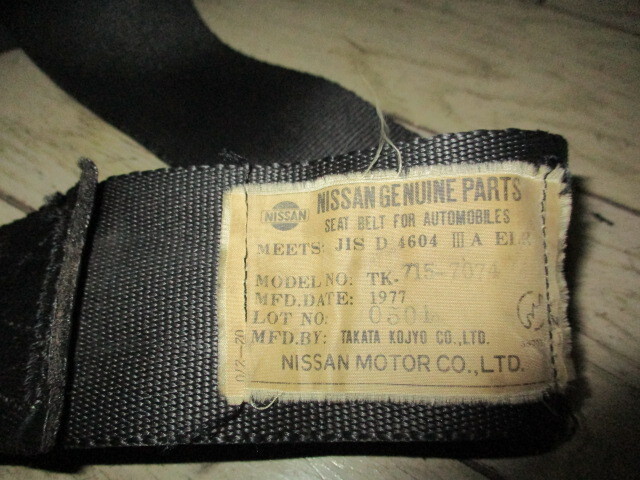 NISSAN NISSAN GENUINE PARTS
SEAT BELT FOR AUTOMOBILES
MEETS: JIS D 4604 III A
MODEL NO: TK-715-7074
MFD.DATE: 1977
LOT NO: 0301
MFD.BY: TAKATA KOJYO CO.,LTD.
NISSAN MOTOR CO.,LTD.